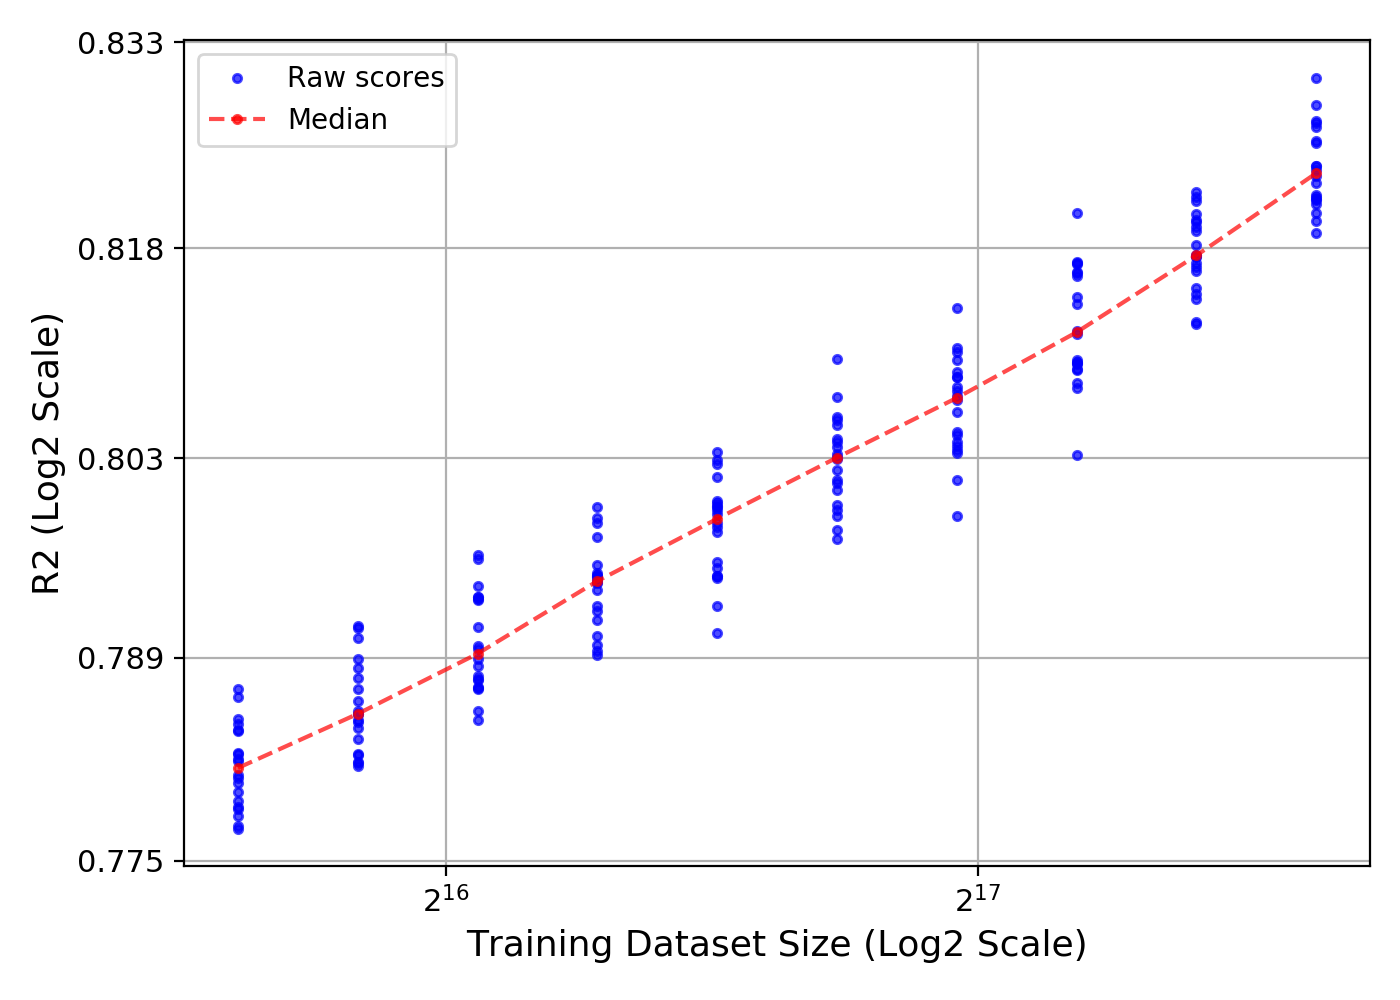 0.833
0.818
0.803
0.789
0.775
R2 (Log2 Scale)
Raw scores
Median
2^16
2^17
Training Dataset Size (Log2 Scale)